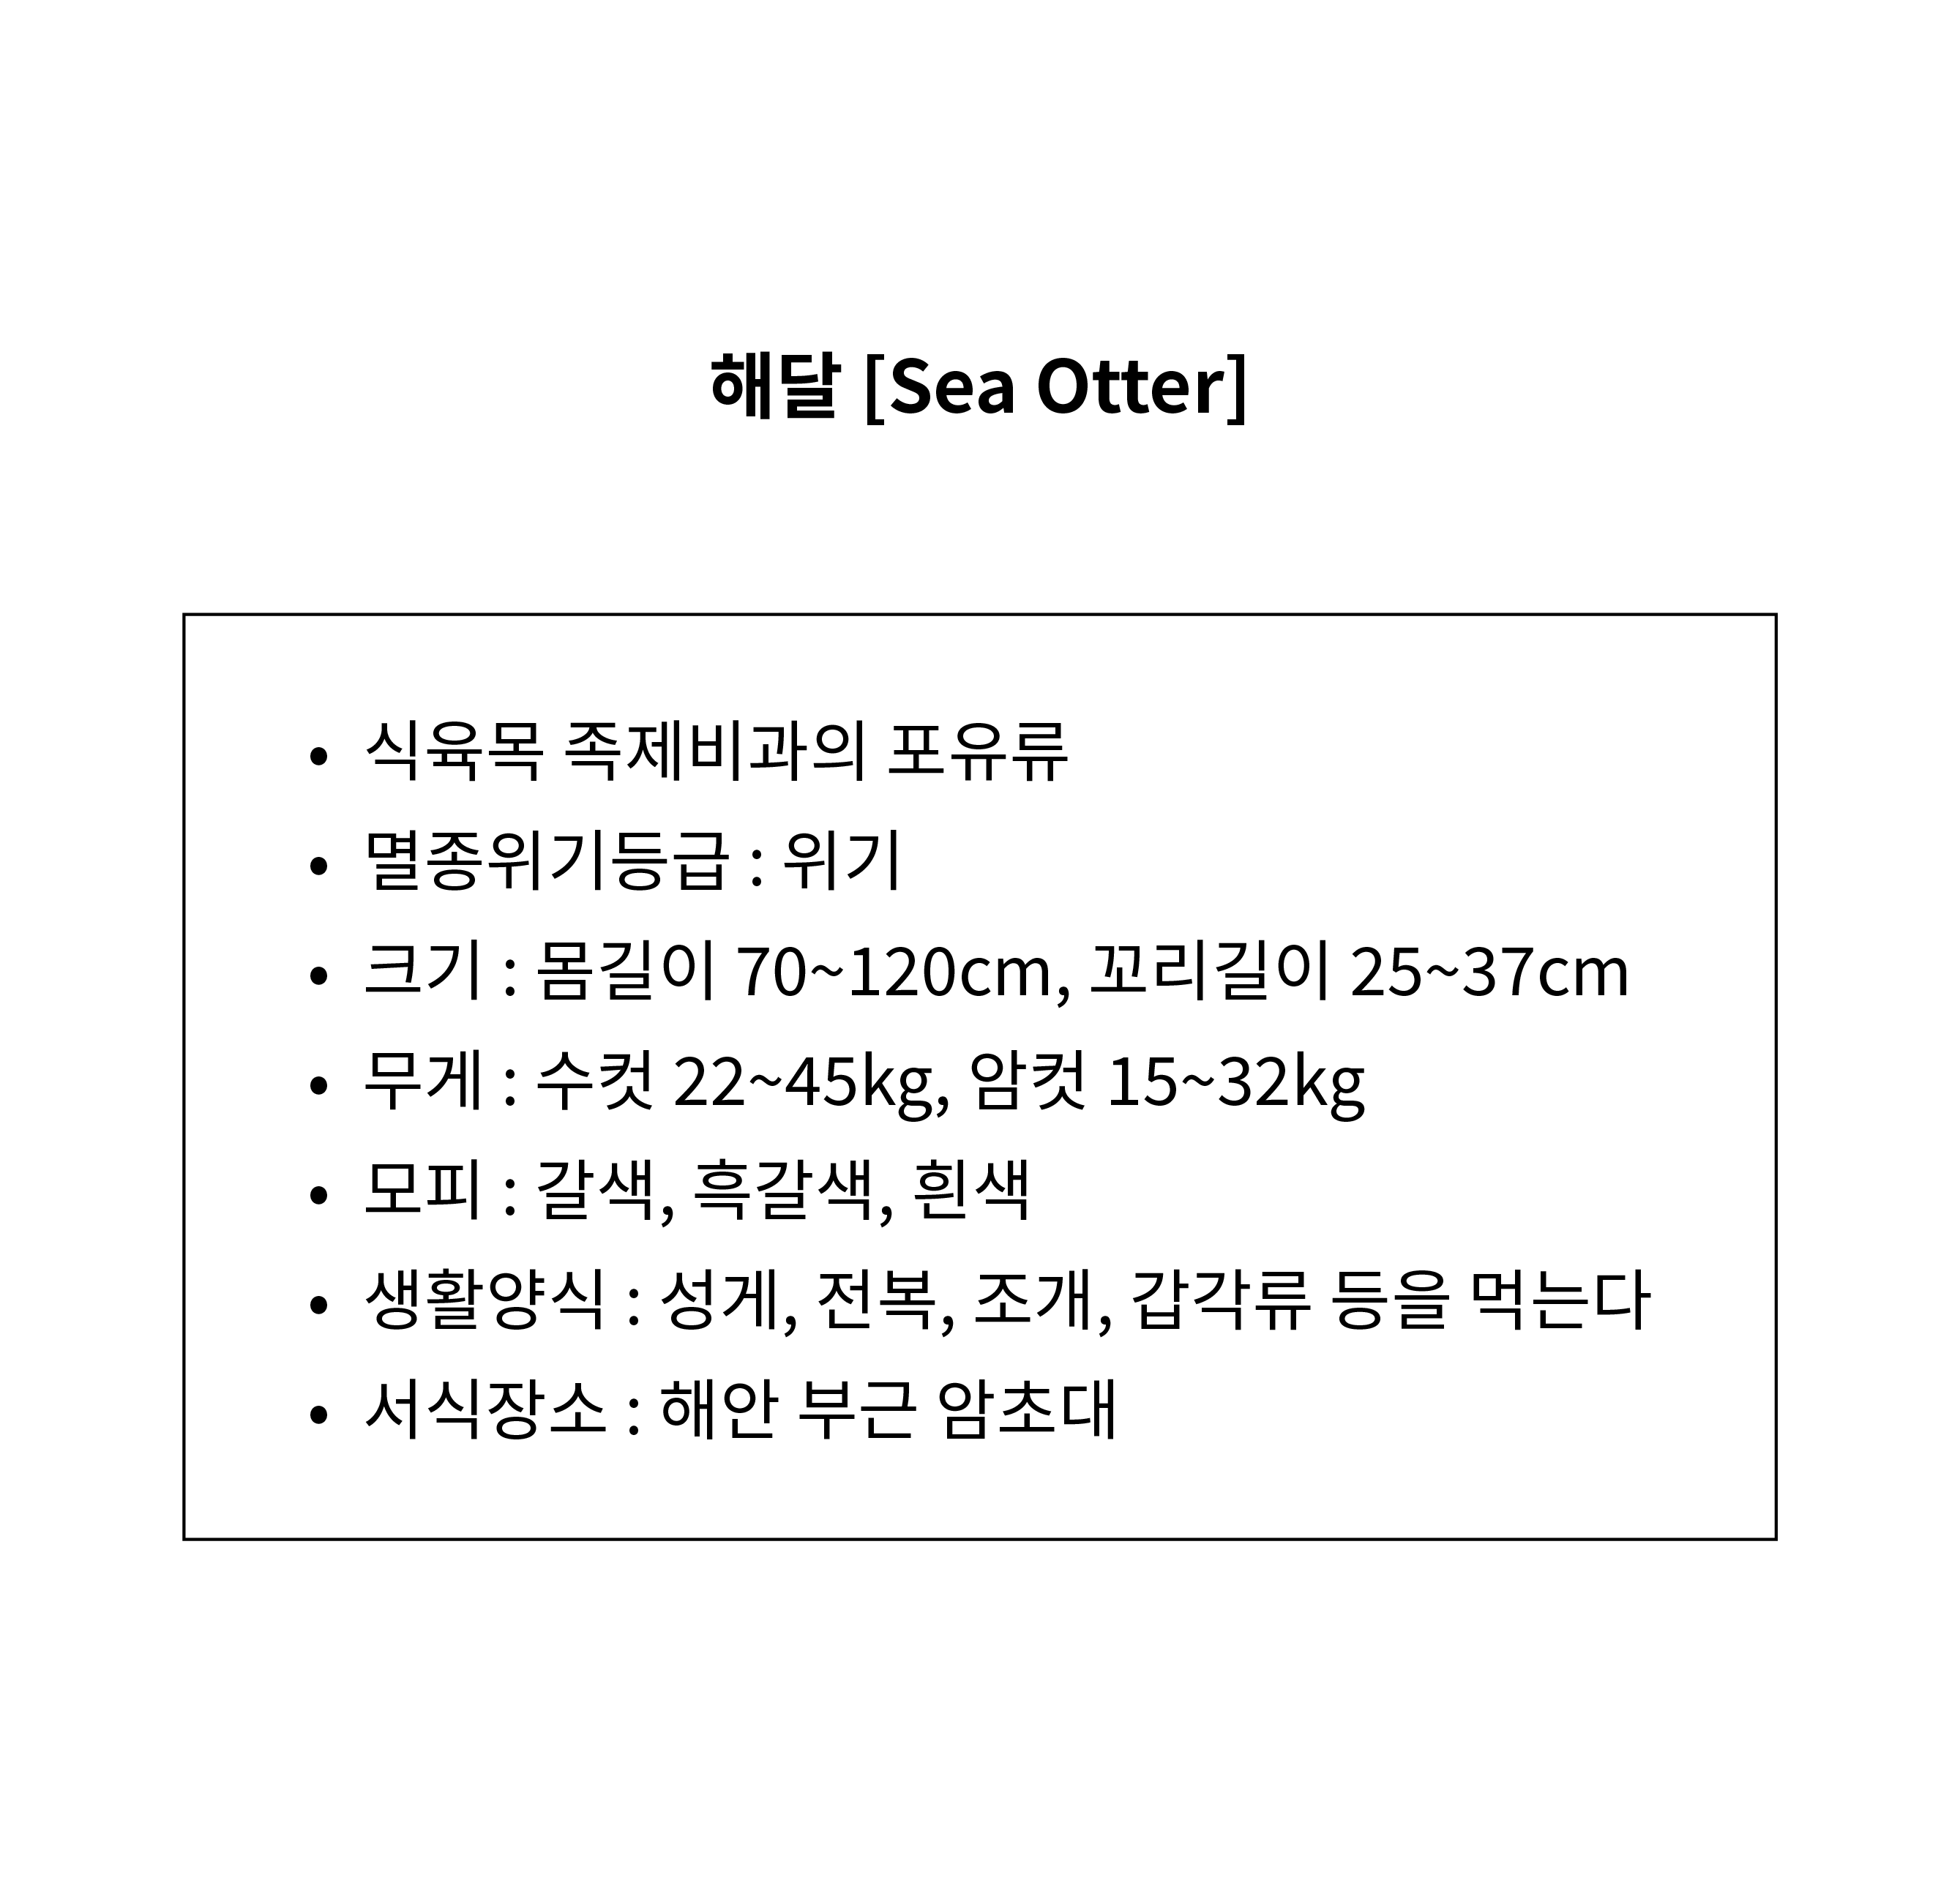 해달 [Sea Otter]
• 식육목 족제비과의 포유류
• 멸종위기등급 : 위기
• 크기 : 몸길이 70~120cm, 꼬리길이 25~37cm
• 무게 : 수컷 22~45kg, 암컷 15~32kg
• 모피 : 갈색, 흑갈색, 흰색
• 생활양식 : 성게, 전복, 조개, 갑각류 등을 먹는다
• 서식장소 : 해안 부근 암초대